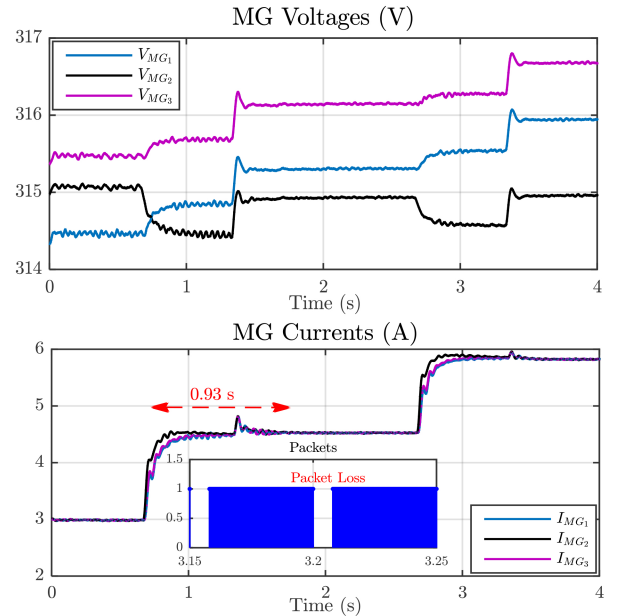 MG Voltages (V)
317
316
315
314
V_{MG_1}
V_{MG_2}
V_{MG_3}
0 1 2 3 4
Time (s)
MG Currents (A)
6
5
4
3
2
0.93 s
Packets
1.5
1
0.5
0
Packet Loss
3.15 3.2 3.25
I_{MG_1}
I_{MG_2}
I_{MG_3}
0 1 2 3 4
Time (s)